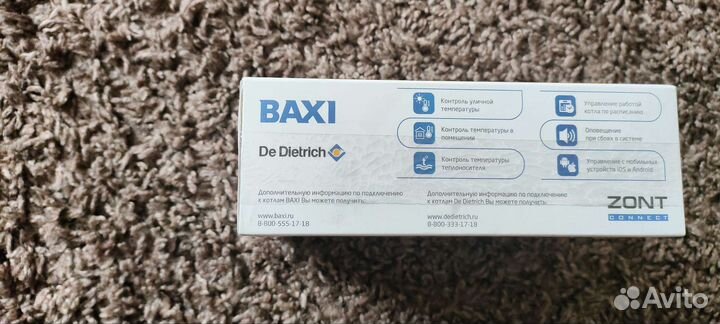 BAXI
De Dietrich
Контроль уличной
температуры
Контроль температуры в
помещении
Контроль температуры
теплоносителя
Управление работой
котла по расписанию
Оповещение
при сбоях в системе
Управление с мобильных
устройств iOS и Android
Дополнительную информацию по подключению
к котлам BAXI Вы можете получить:
www.baxi.ru
8-800-555-17-18
Дополнительную информацию по подключению
к котлам De Dietrich Вы можете получить:
www.dedietrich.ru
8-800-333-17-18
ZONT
CONNECT
Avito